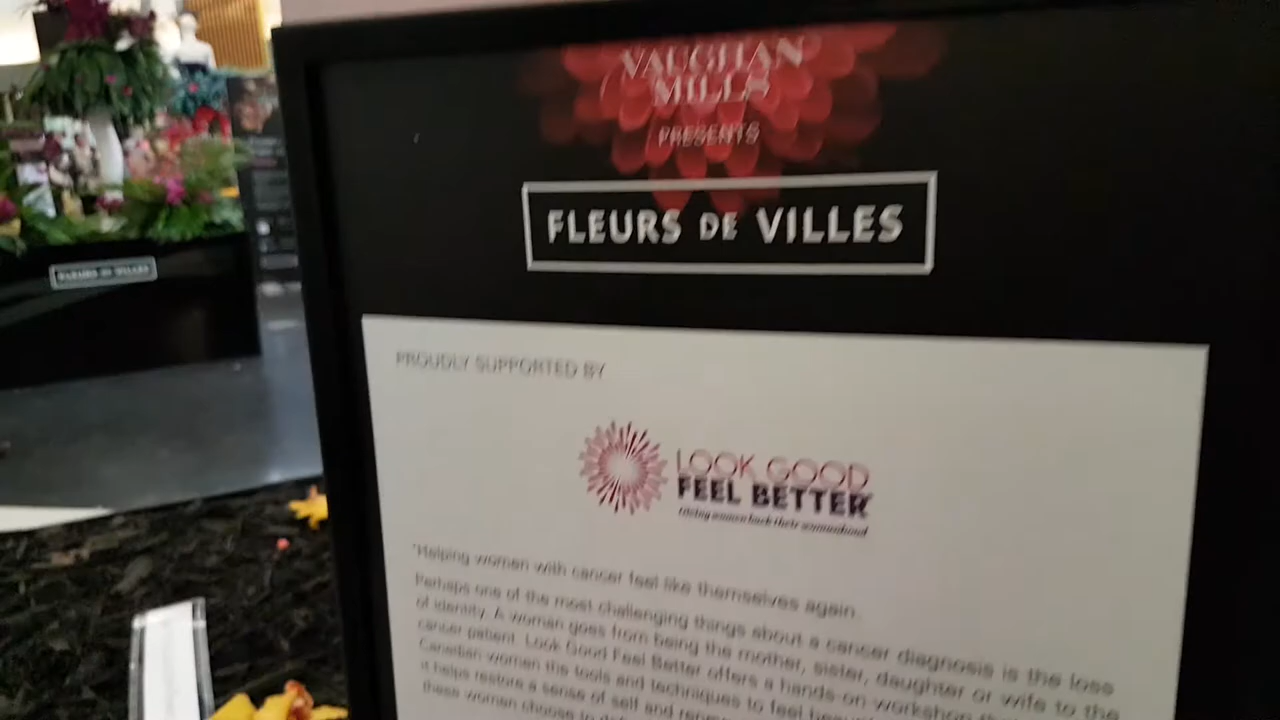 VAUGHAN
MILLS
PRESENTS
FLEURS DE VILLES
FLEURS DE VILLES
PROUDLY SUPPORTED BY
LOOK GOOD
FEEL BETTER
"Helping women with cancer feel like themselves again.
Perhaps one of the most challenging things about a cancer diagnosis is the loss
of identity. A woman goes from being the mother, sister, daughter or wife to the
cancer patient. Look Good Feel Better offers a hands-on workshop
Canadian women the tools and techniques to feel
it helps restore a sense of self and
these women choose to